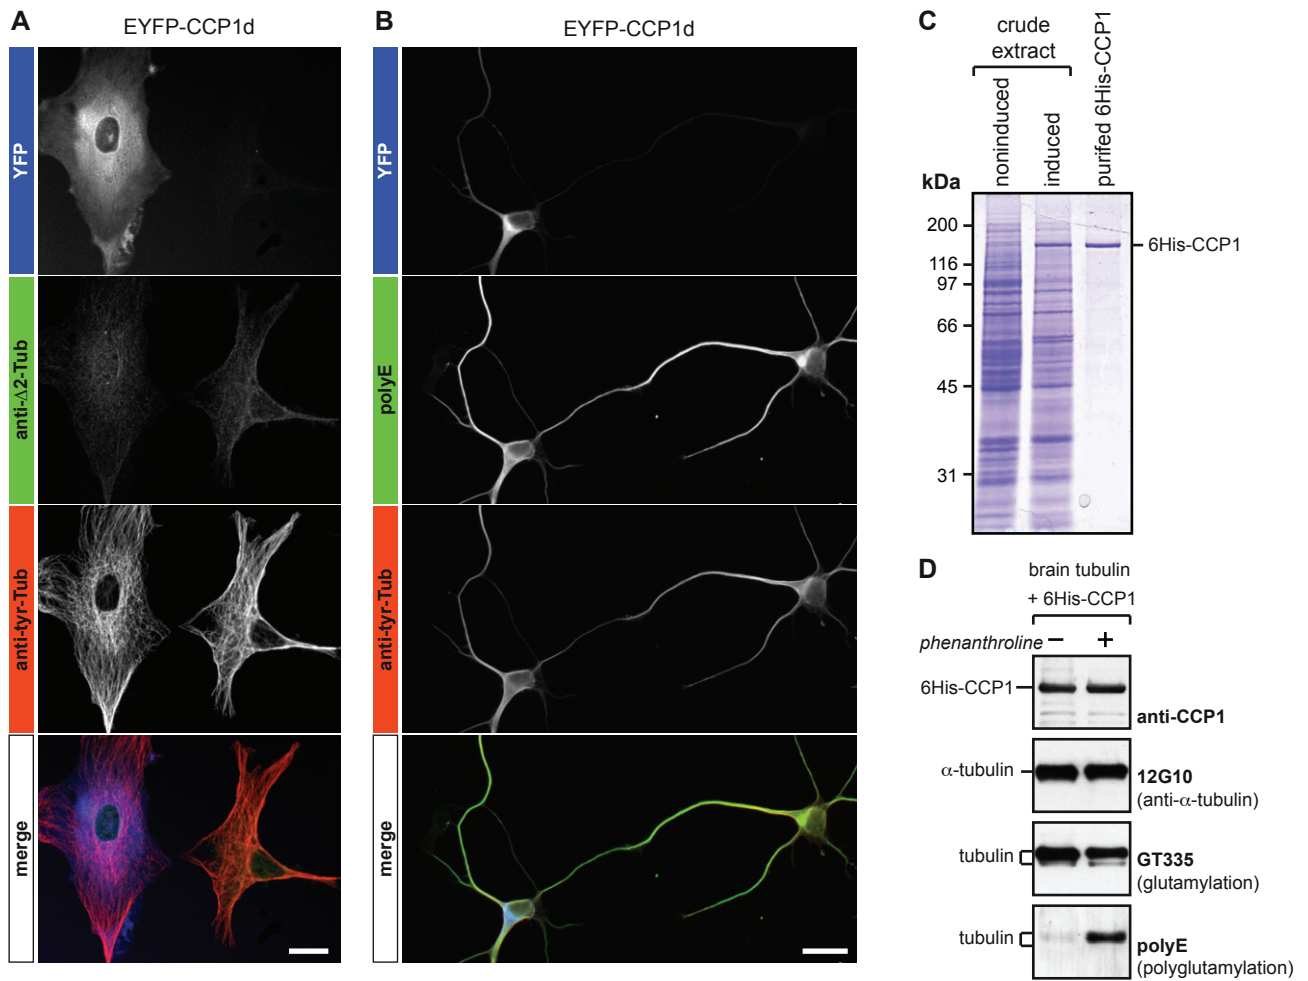 A
EYFP-CCP1d
YFP
anti-Δ2-Tub
anti-tyr-Tub
merge
B
EYFP-CCP1d
YFP
polyE
anti-tyr-Tub
merge
C
crude
extract
noninduced
induced
purifed 6His-CCP1
kDa
200
116
97
66
45
31
6His-CCP1
D
brain tubulin
+ 6His-CCP1
phenanthroline − +
6His-CCP1
anti-CCP1
α-tubulin
12G10
(anti-α-tubulin)
tubulin
GT335
(glutamylation)
tubulin
polyE
(polyglutamylation)